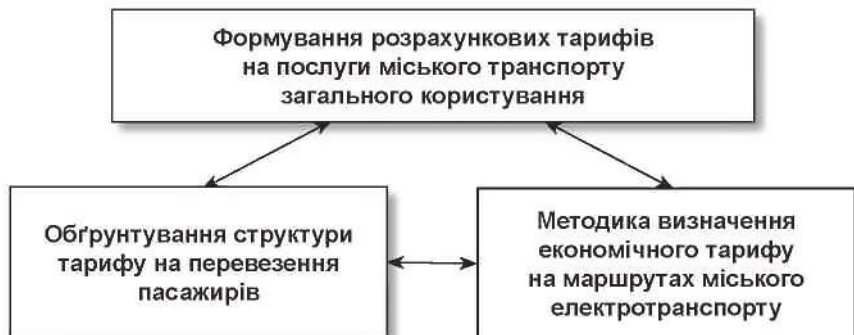 Формування розрахункових тарифів
на послуги міського транспорту
загального користування
Обґрунтування структури
тарифу на перевезення
пасажирів
Методика визначення
економічного тарифу
на маршрутах міського
електротранспорту